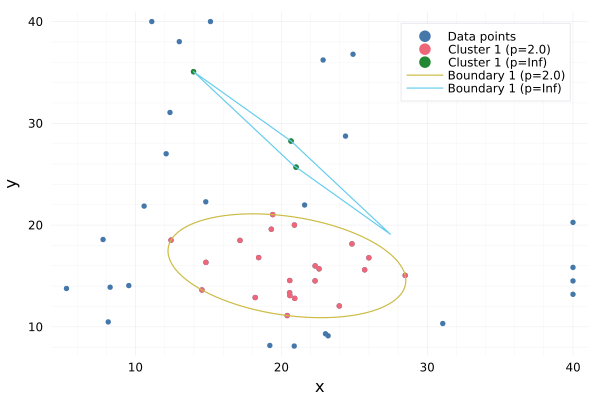 40
30
20
10
y
10
20
30
40
x
Data points
Cluster 1 (p=2.0)
Cluster 1 (p=Inf)
Boundary 1 (p=2.0)
Boundary 1 (p=Inf)